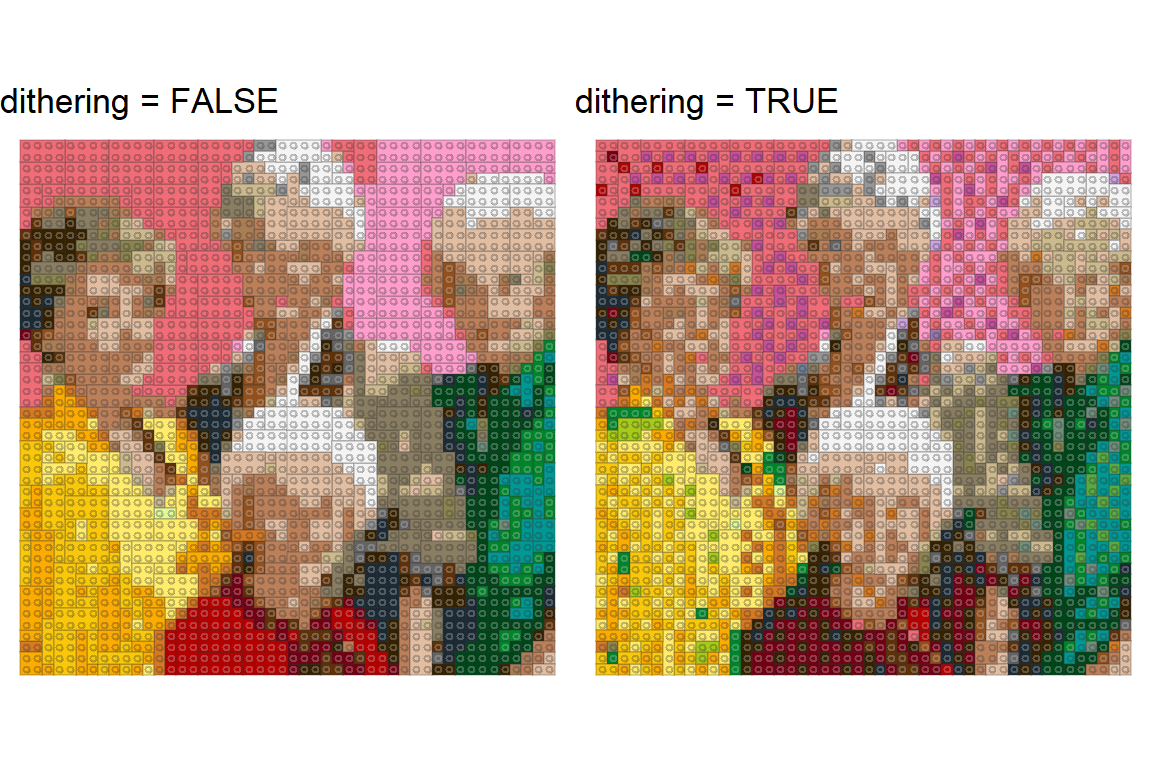 dithering = FALSE
dithering = TRUE